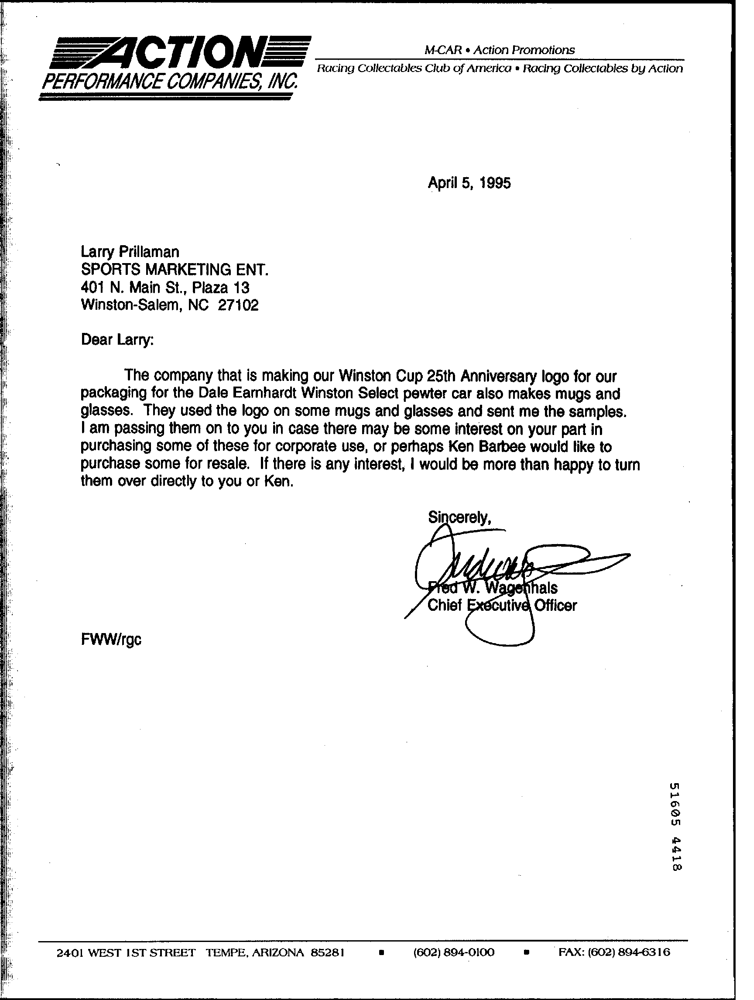 ACTION
PERFORMANCE COMPANIES, INC.
M-CAR • Action Promotions
Racing Collectables Club of America • Racing Collectables by Action
April 5, 1995
Larry Prillaman
SPORTS MARKETING ENT.
401 N. Main St., Plaza 13
Winston-Salem, NC 27102
Dear Larry:
The company that is making our Winston Cup 25th Anniversary logo for our
packaging for the Dale Earnhardt Winston Select pewter car also makes mugs and
glasses. They used the logo on some mugs and glasses and sent me the samples.
I am passing them on to you in case there may be some interest on your part in
purchasing some of these for corporate use, or perhaps Ken Barbee would like to
purchase some for resale. If there is any interest, I would be more than happy to turn
them over directly to you or Ken.
Sincerely,
Fred W. Wagenhals
Chief Executive Officer
FWW/rgc
51605 4418
2401 WEST 1ST STREET TEMPE, ARIZONA 85281 ▪ (602) 894-0100 ▪ FAX: (602) 894-6316